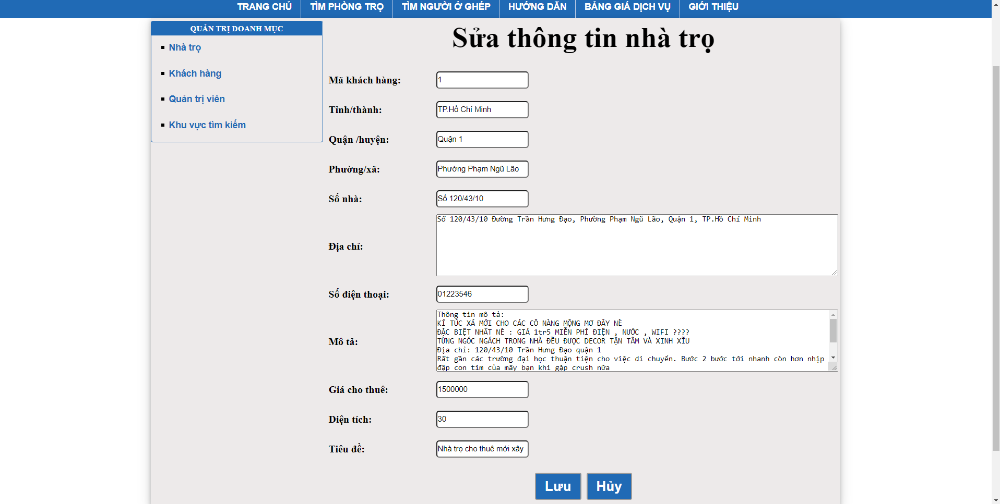 TRANG CHỦ TÌM PHÒNG TRỌ TÌM NGƯỜI Ở GHÉP HƯỚNG DẪN BẢNG GIÁ DỊCH VỤ GIỚI THIỆU
QUẢN TRỊ DOANH MỤC
Nhà trọ
Khách hàng
Quản trị viên
Khu vực tìm kiếm
Sửa thông tin nhà trọ
Mã khách hàng: 1
Tỉnh/thành: TP.Hồ Chí Minh
Quận /huyện: Quận 1
Phường/xã: Phường Phạm Ngũ Lão
Số nhà: Số 120/43/10
Địa chỉ: Số 120/43/10 Đường Trần Hưng Đạo, Phường Phạm Ngũ Lão, Quận 1, TP.Hồ Chí Minh
Số điện thoại: 01223546
Mô tả: Thông tin mô tả:
KÍ TÚC XÁ MỚI CHO CÁC CÔ NÀNG MỘNG MƠ ĐÂY NÈ
ĐẶC BIỆT NHẤT NÈ : GIÁ 1tr5 MIỄN PHÍ ĐIỆN , NƯỚC , WIFI ????
TỪNG NGÓC NGÁCH TRONG NHÀ ĐỀU ĐƯỢC DECOR TẬN TÂM VÀ XINH XĨU
Địa chỉ: 120/43/10 Trần Hưng Đạo quận 1
Rất gần các trường đại học thuận tiện cho việc di chuyển. Bước 2 bước tới nhanh còn hơn nhịp
đập con tim của mấy bạn khi gặp crush nữa
Giá cho thuê: 1500000
Diện tích: 30
Tiêu đề: Nhà trọ cho thuê mới xây
Lưu Hủy